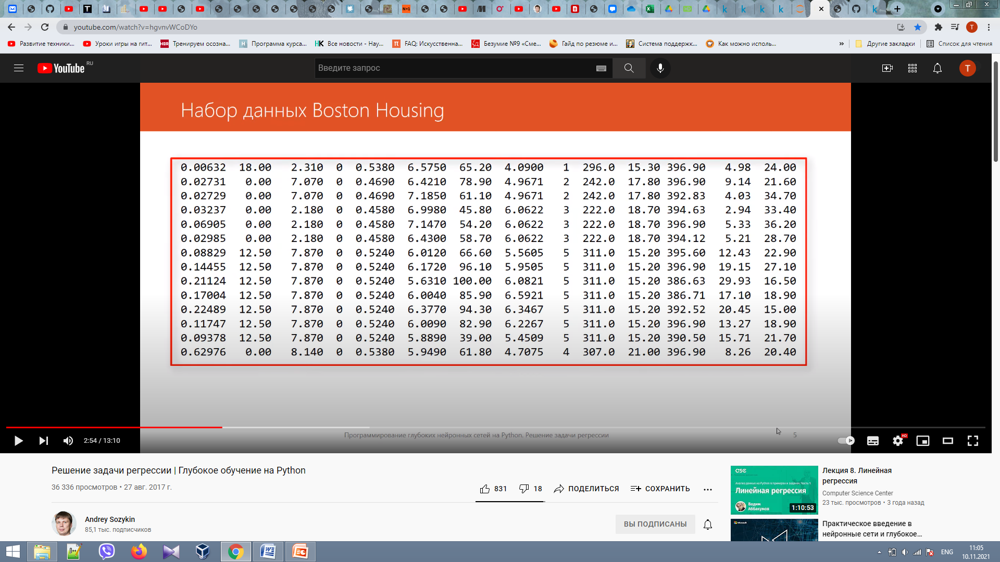 youtube.com/watch?v=hgvnvWCoDYo
Развитие техники... Уроки игры на гит... HBR Тренируем осозна... H Программа курса... НК Все новости - Нау... π FAQ: Искусственна... Безумие №9 «Сме... Гайд по резюме и... Система поддержк... Как можно исполь... » Другие закладки Список для чтения
YouTube RU Введите запрос T
Набор данных Boston Housing
0.00632 18.00 2.310 0 0.5380 6.5750 65.20 4.0900 1 296.0 15.30 396.90 4.98 24.00
0.02731 0.00 7.070 0 0.4690 6.4210 78.90 4.9671 2 242.0 17.80 396.90 9.14 21.60
0.02729 0.00 7.070 0 0.4690 7.1850 61.10 4.9671 2 242.0 17.80 392.83 4.03 34.70
0.03237 0.00 2.180 0 0.4580 6.9980 45.80 6.0622 3 222.0 18.70 394.63 2.94 33.40
0.06905 0.00 2.180 0 0.4580 7.1470 54.20 6.0622 3 222.0 18.70 396.90 5.33 36.20
0.02985 0.00 2.180 0 0.4580 6.4300 58.70 6.0622 3 222.0 18.70 394.12 5.21 28.70
0.08829 12.50 7.870 0 0.5240 6.0120 66.60 5.5605 5 311.0 15.20 395.60 12.43 22.90
0.14455 12.50 7.870 0 0.5240 6.1720 96.10 5.9505 5 311.0 15.20 396.90 19.15 27.10
0.21124 12.50 7.870 0 0.5240 5.6310 100.00 6.0821 5 311.0 15.20 386.63 29.93 16.50
0.17004 12.50 7.870 0 0.5240 6.0040 85.90 6.5921 5 311.0 15.20 386.71 17.10 18.90
0.22489 12.50 7.870 0 0.5240 6.3770 94.30 6.3467 5 311.0 15.20 392.52 20.45 15.00
0.11747 12.50 7.870 0 0.5240 6.0090 82.90 6.2267 5 311.0 15.20 396.90 13.27 18.90
0.09378 12.50 7.870 0 0.5240 5.8890 39.00 5.4509 5 311.0 15.20 390.50 15.71 21.70
0.62976 0.00 8.140 0 0.5380 5.9490 61.80 4.7075 4 307.0 21.00 396.90 8.26 20.40
Программирование глубоких нейронных сетей на Python. Решение задачи регрессии 5
2:54 / 13:10 HD
Решение задачи регрессии | Глубокое обучение на Python
36 336 просмотров • 27 авг. 2017 г.
831 18 ПОДЕЛИТЬСЯ СОХРАНИТЬ
Andrey Sozykin
85,1 тыс. подписчиков
ВЫ ПОДПИСАНЫ
CSC
Анализ данных на Python в примерах и задачах. Часть 1
Линейная регрессия
Вадим
Аббакумов
1:10:53
Лекция 8. Линейная
регрессия
Computer Science Center
23 тыс. просмотров • 3 года назад
Microsoft
Практическое введение в
нейронные сети и глубокое...
ENG
11:05
10.11.2021